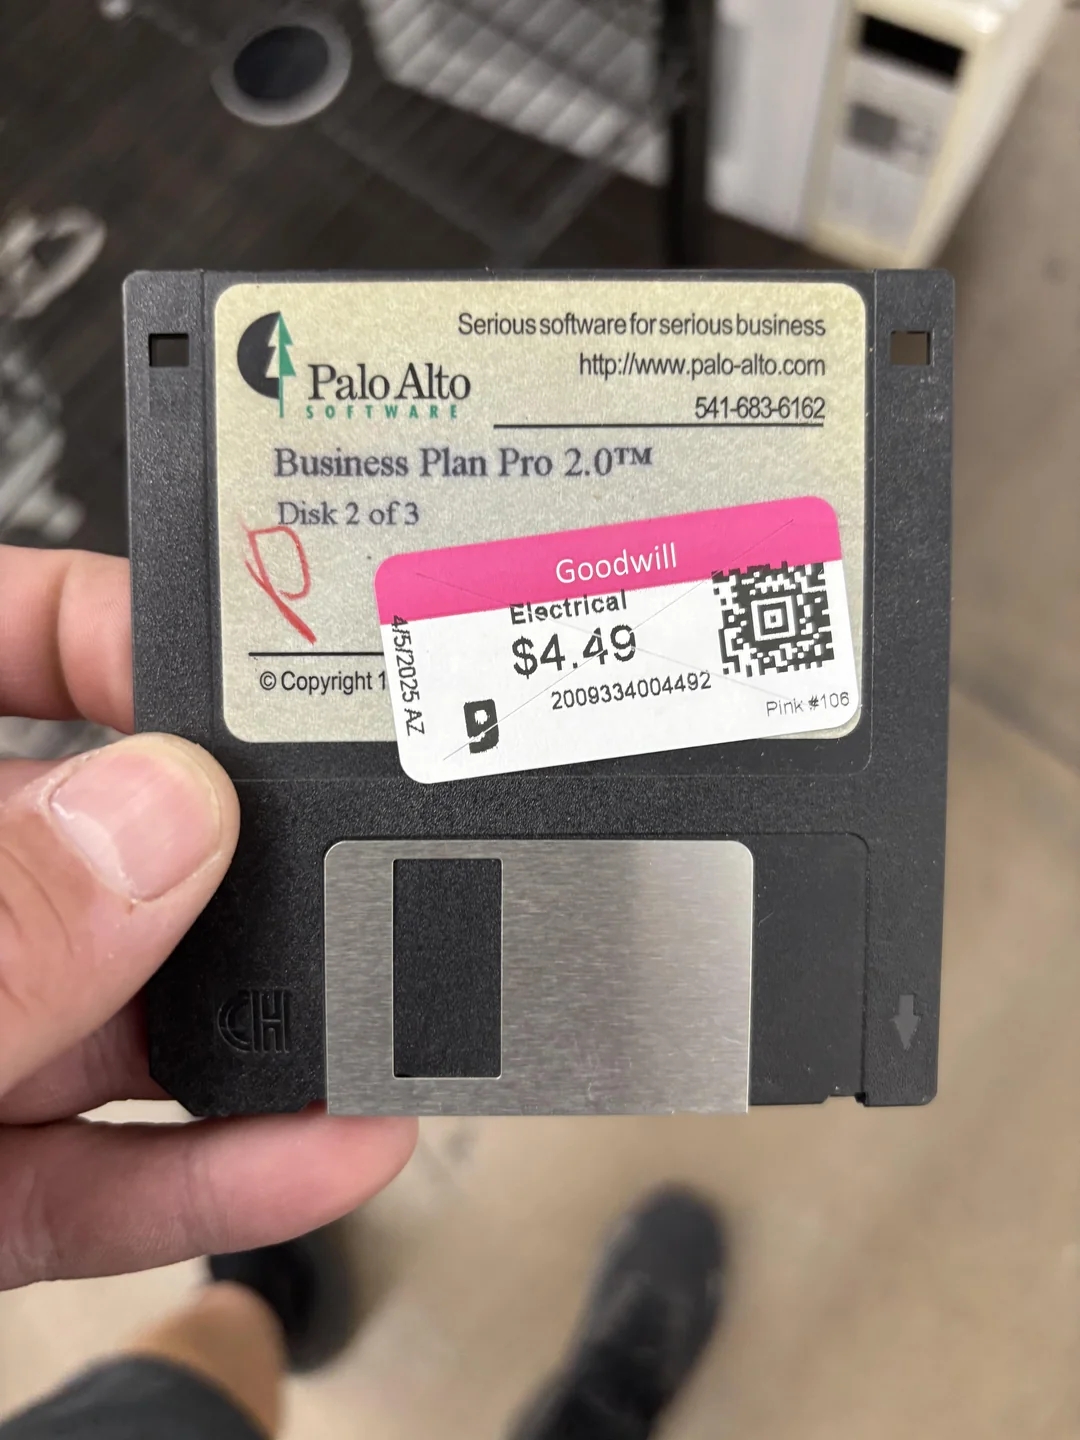 Serious software for serious business
http://www.palo-alto.com
541-683-6162
Palo Alto
SOFTWARE
Business Plan Pro 2.0™
Disk 2 of 3
Goodwill
Electrical
$4.49
2009334004492
4/5/2025 AZ
g
Pink #106
© Copyright 1
CH